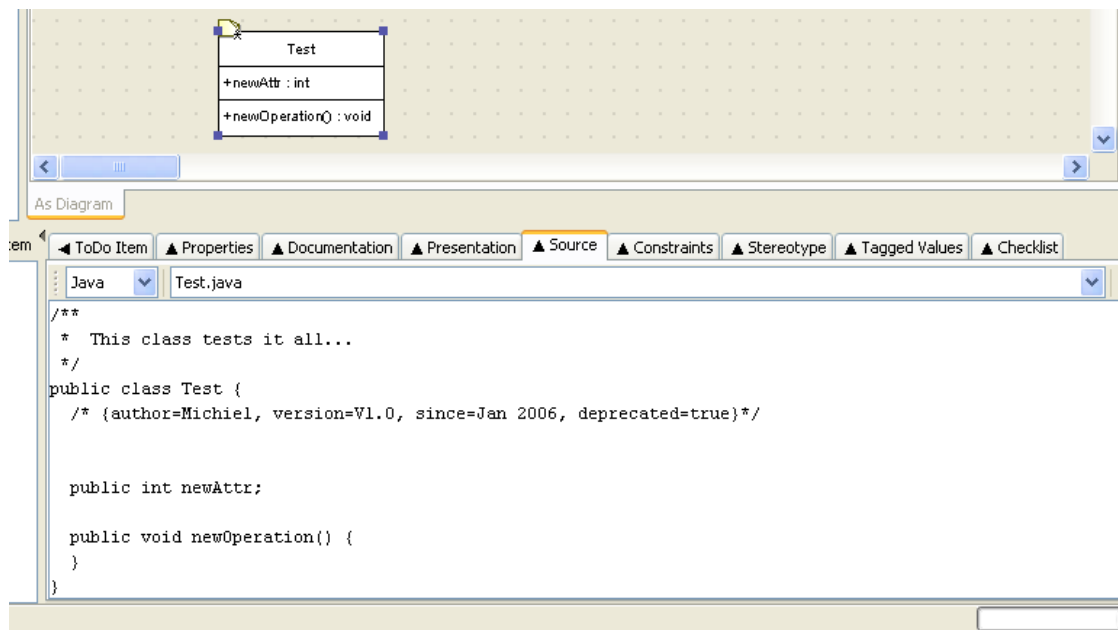 Test
+newAttr : int
+newOperation() : void
As Diagram
ToDo Item Properties Documentation Presentation Source Constraints Stereotype Tagged Values Checklist
Java Test.java
/**
* This class tests it all...
*/
public class Test {
/* {author=Michiel, version=V1.0, since=Jan 2006, deprecated=true}*/
public int newAttr;
public void newOperation() {
}
}